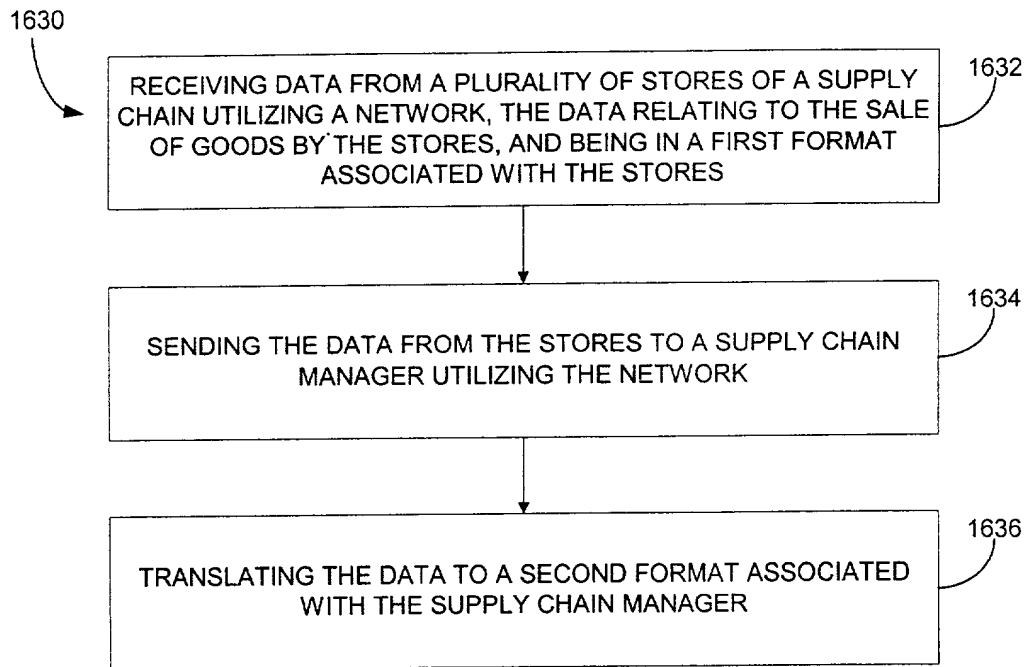 1630
1632
RECEIVING DATA FROM A PLURALITY OF STORES OF A SUPPLY
CHAIN UTILIZING A NETWORK, THE DATA RELATING TO THE SALE
OF GOODS BY THE STORES, AND BEING IN A FIRST FORMAT
ASSOCIATED WITH THE STORES
1634
SENDING THE DATA FROM THE STORES TO A SUPPLY CHAIN
MANAGER UTILIZING THE NETWORK
1636
TRANSLATING THE DATA TO A SECOND FORMAT ASSOCIATED
WITH THE SUPPLY CHAIN MANAGER